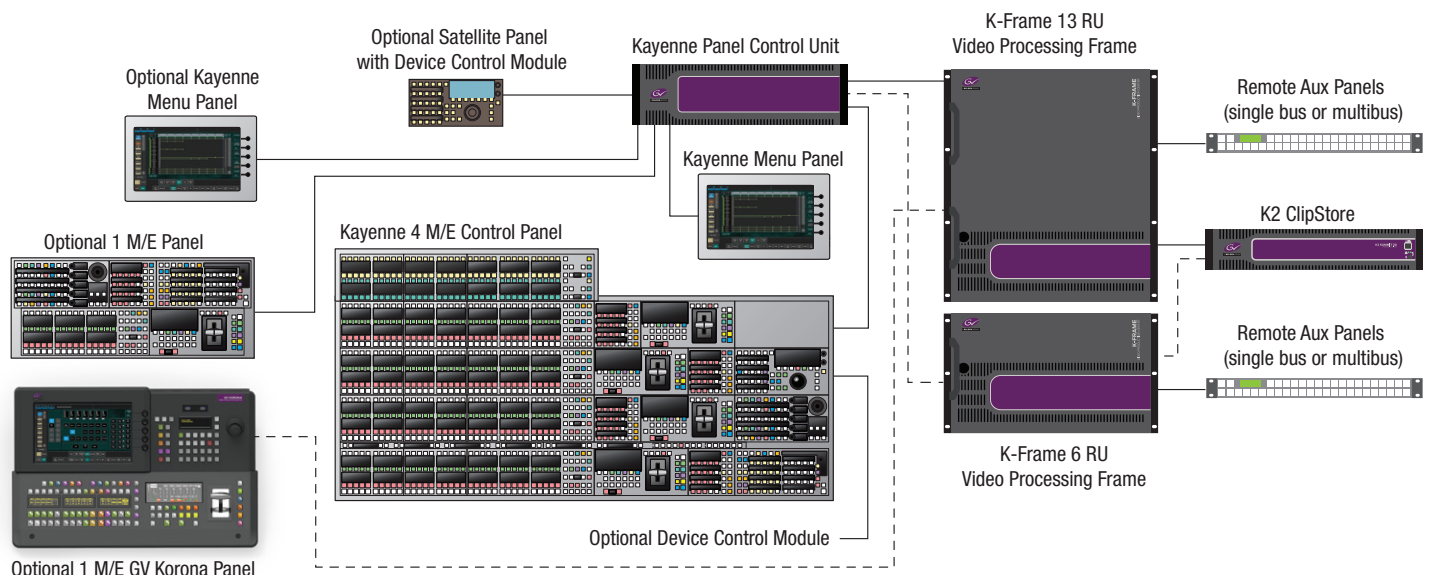 K-Frame 13 RU
Video Processing Frame
Optional Satellite Panel
with Device Control Module
Kayenne Panel Control Unit
Optional Kayenne
Menu Panel
Remote Aux Panels
(single bus or multibus)
K-FRAME
Kayenne Menu Panel
K2 ClipStore
Optional 1 M/E Panel
Kayenne 4 M/E Control Panel
K-FRAME
Remote Aux Panels
(single bus or multibus)
K-Frame 6 RU
Video Processing Frame
Optional Device Control Module
Optional 1 M/E GV Korona Panel